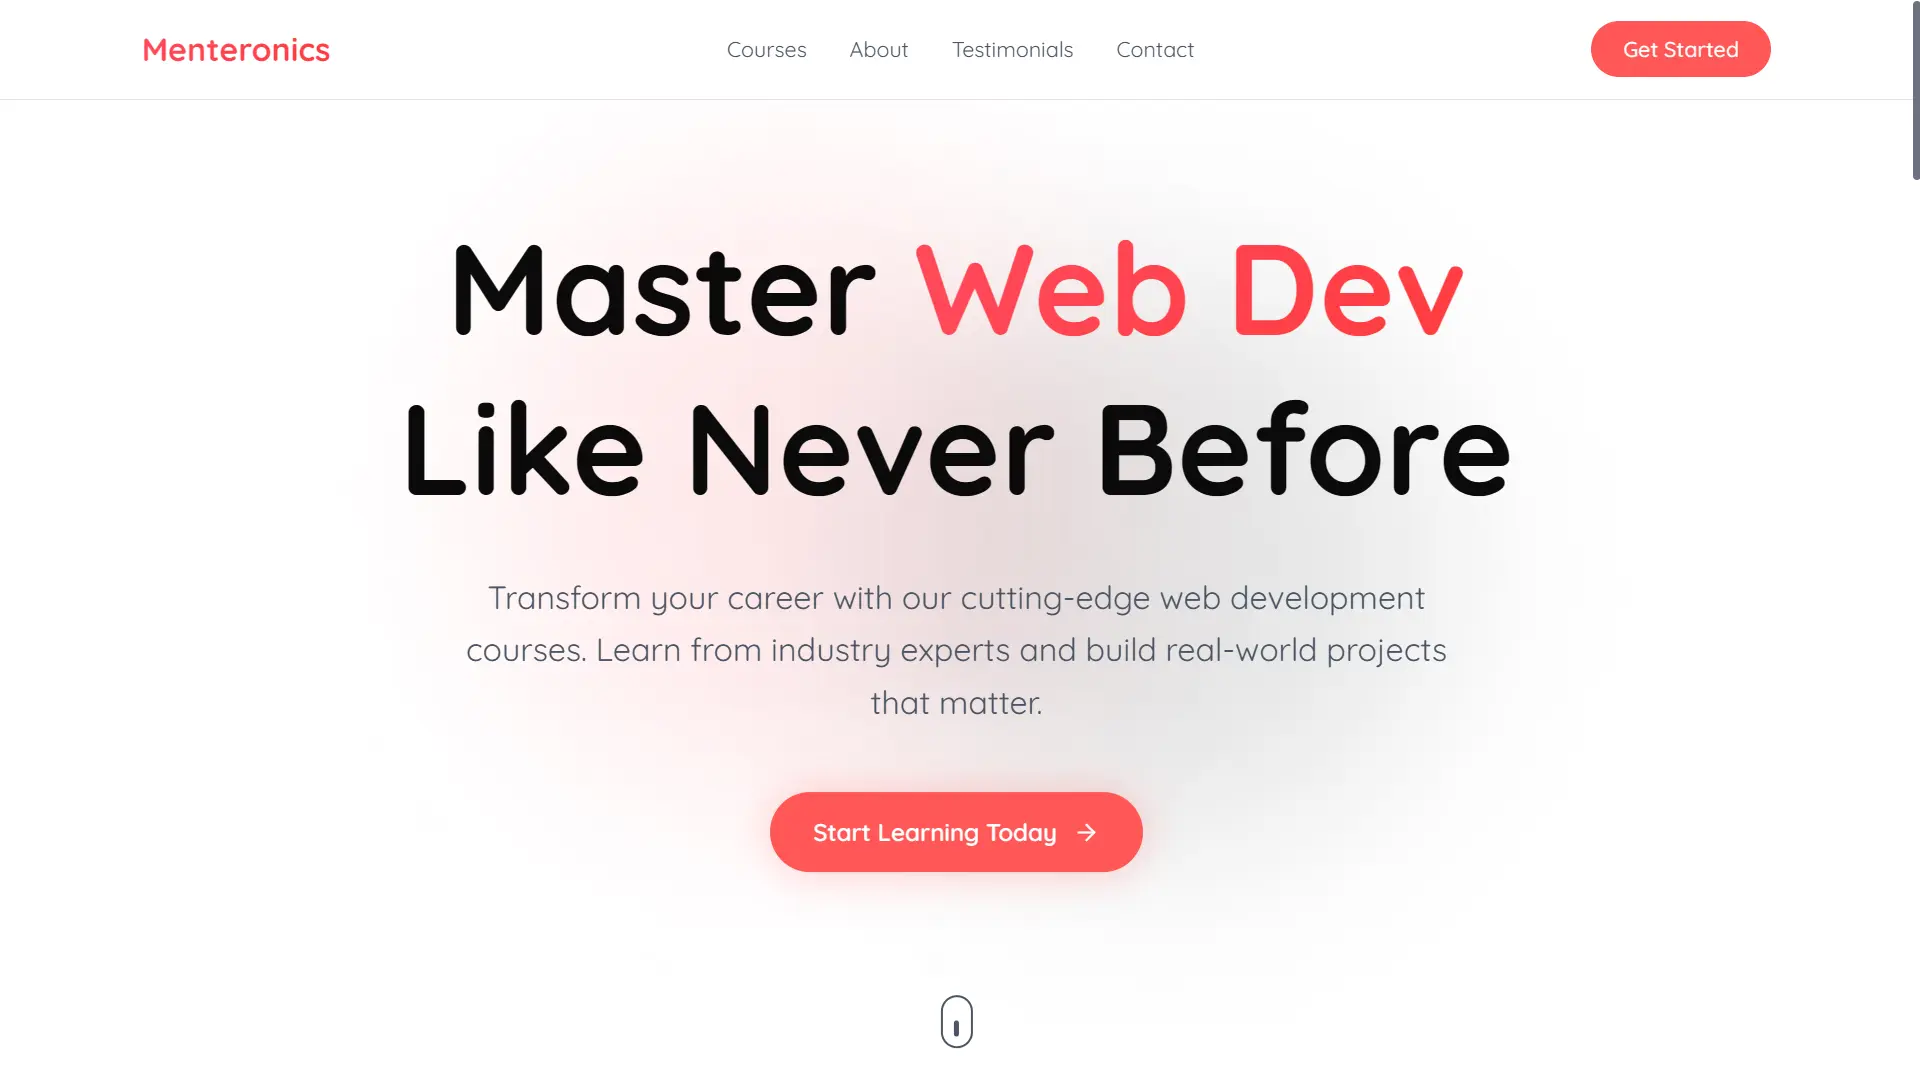 Menteronics
Courses
About
Testimonials
Contact
Get Started
Master Web Dev
Like Never Before
Transform your career with our cutting-edge web development
courses. Learn from industry experts and build real-world projects
that matter.
Start Learning Today